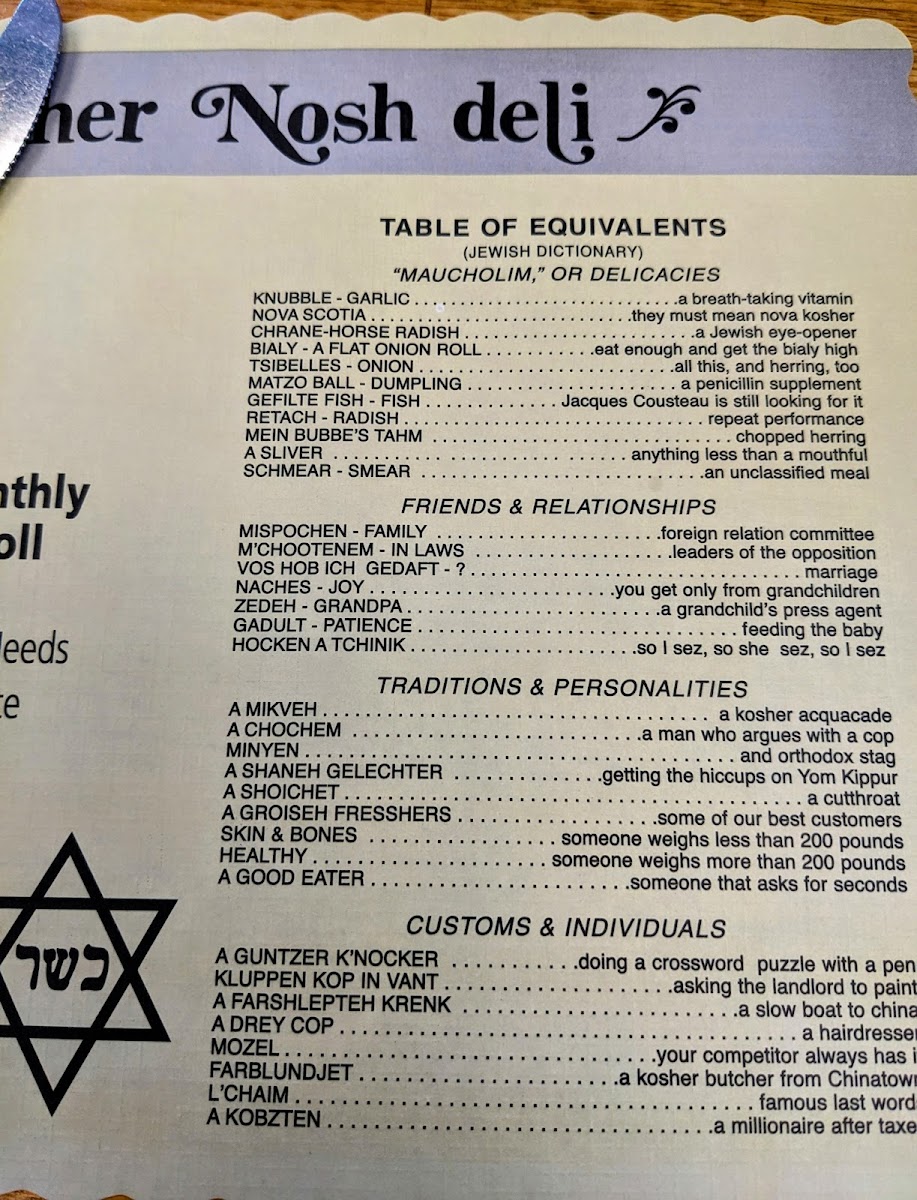 ner Nosh deli
TABLE OF EQUIVALENTS
(JEWISH DICTIONARY)
"MAUCHOLIM," OR DELICACIES
KNUBBLE - GARLIC............................a breath-taking vitamin
NOVA SCOTIA............................they must mean nova kosher
CHRANE-HORSE RADISH........................a Jewish eye-opener
BIALY - A FLAT ONION ROLL...........eat enough and get the bialy high
TSIBELLES - ONION..........................all this, and herring, too
MATZO BALL - DUMPLING......................a penicillin supplement
GEFILTE FISH - FISH.............Jacques Cousteau is still looking for it
RETACH - RADISH................................repeat performance
MEIN BUBBE'S TAHM ...............................chopped herring
A SLIVER ................................anything less than a mouthful
SCHMEAR - SMEAR .............................an unclassified meal
FRIENDS & RELATIONSHIPS
MISPOCHEN - FAMILY .......................foreign relation committee
M'CHOOTENEM - IN LAWS ....................leaders of the opposition
VOS HOB ICH GEDAFT - ?..................................marriage
NACHES - JOY.........................you get only from grandchildren
ZEDEH - GRANDPA..........................a grandchild's press agent
GADULT - PATIENCE................................feeding the baby
HOCKEN A TCHINIK.......................so I sez, so she sez, so I sez
TRADITIONS & PERSONALITIES
A MIKVEH.......................................a kosher acquacade
A CHOCHEM .............................a man who argues with a cop
MINYEN...........................................and orthodox stag
A SHANEH GELECHTER ...............getting the hiccups on Yom Kippur
A SHOICHET..............................................a cutthroat
A GROISEH FRESSHERS....................some of our best customers
SKIN & BONES ...................someone weighs less than 200 pounds
HEALTHY.......................someone weighs more than 200 pounds
A GOOD EATER..........................someone that asks for seconds
CUSTOMS & INDIVIDUALS
A GUNTZER K'NOCKER .............doing a crossword puzzle with a pen
KLUPPEN KOP IN VANT......................asking the landlord to paint
A FARSHLEPTEH KRENK ...........................a slow boat to china
A DREY COP............................................a hairdresser
MOZEL.....................................your competitor always has i
FARBLUNDJET.........................a kosher butcher from Chinatown
L'CHAIM..............................................famous last word
A KOBZTEN.....................................a millionaire after taxe
nthly
oll
leeds
te
כשר